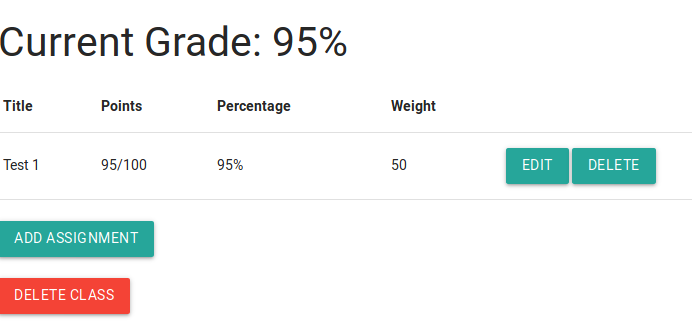 Current Grade: 95%
Title Points Percentage Weight
Test 1 95/100 95% 50 EDIT DELETE
ADD ASSIGNMENT
DELETE CLASS